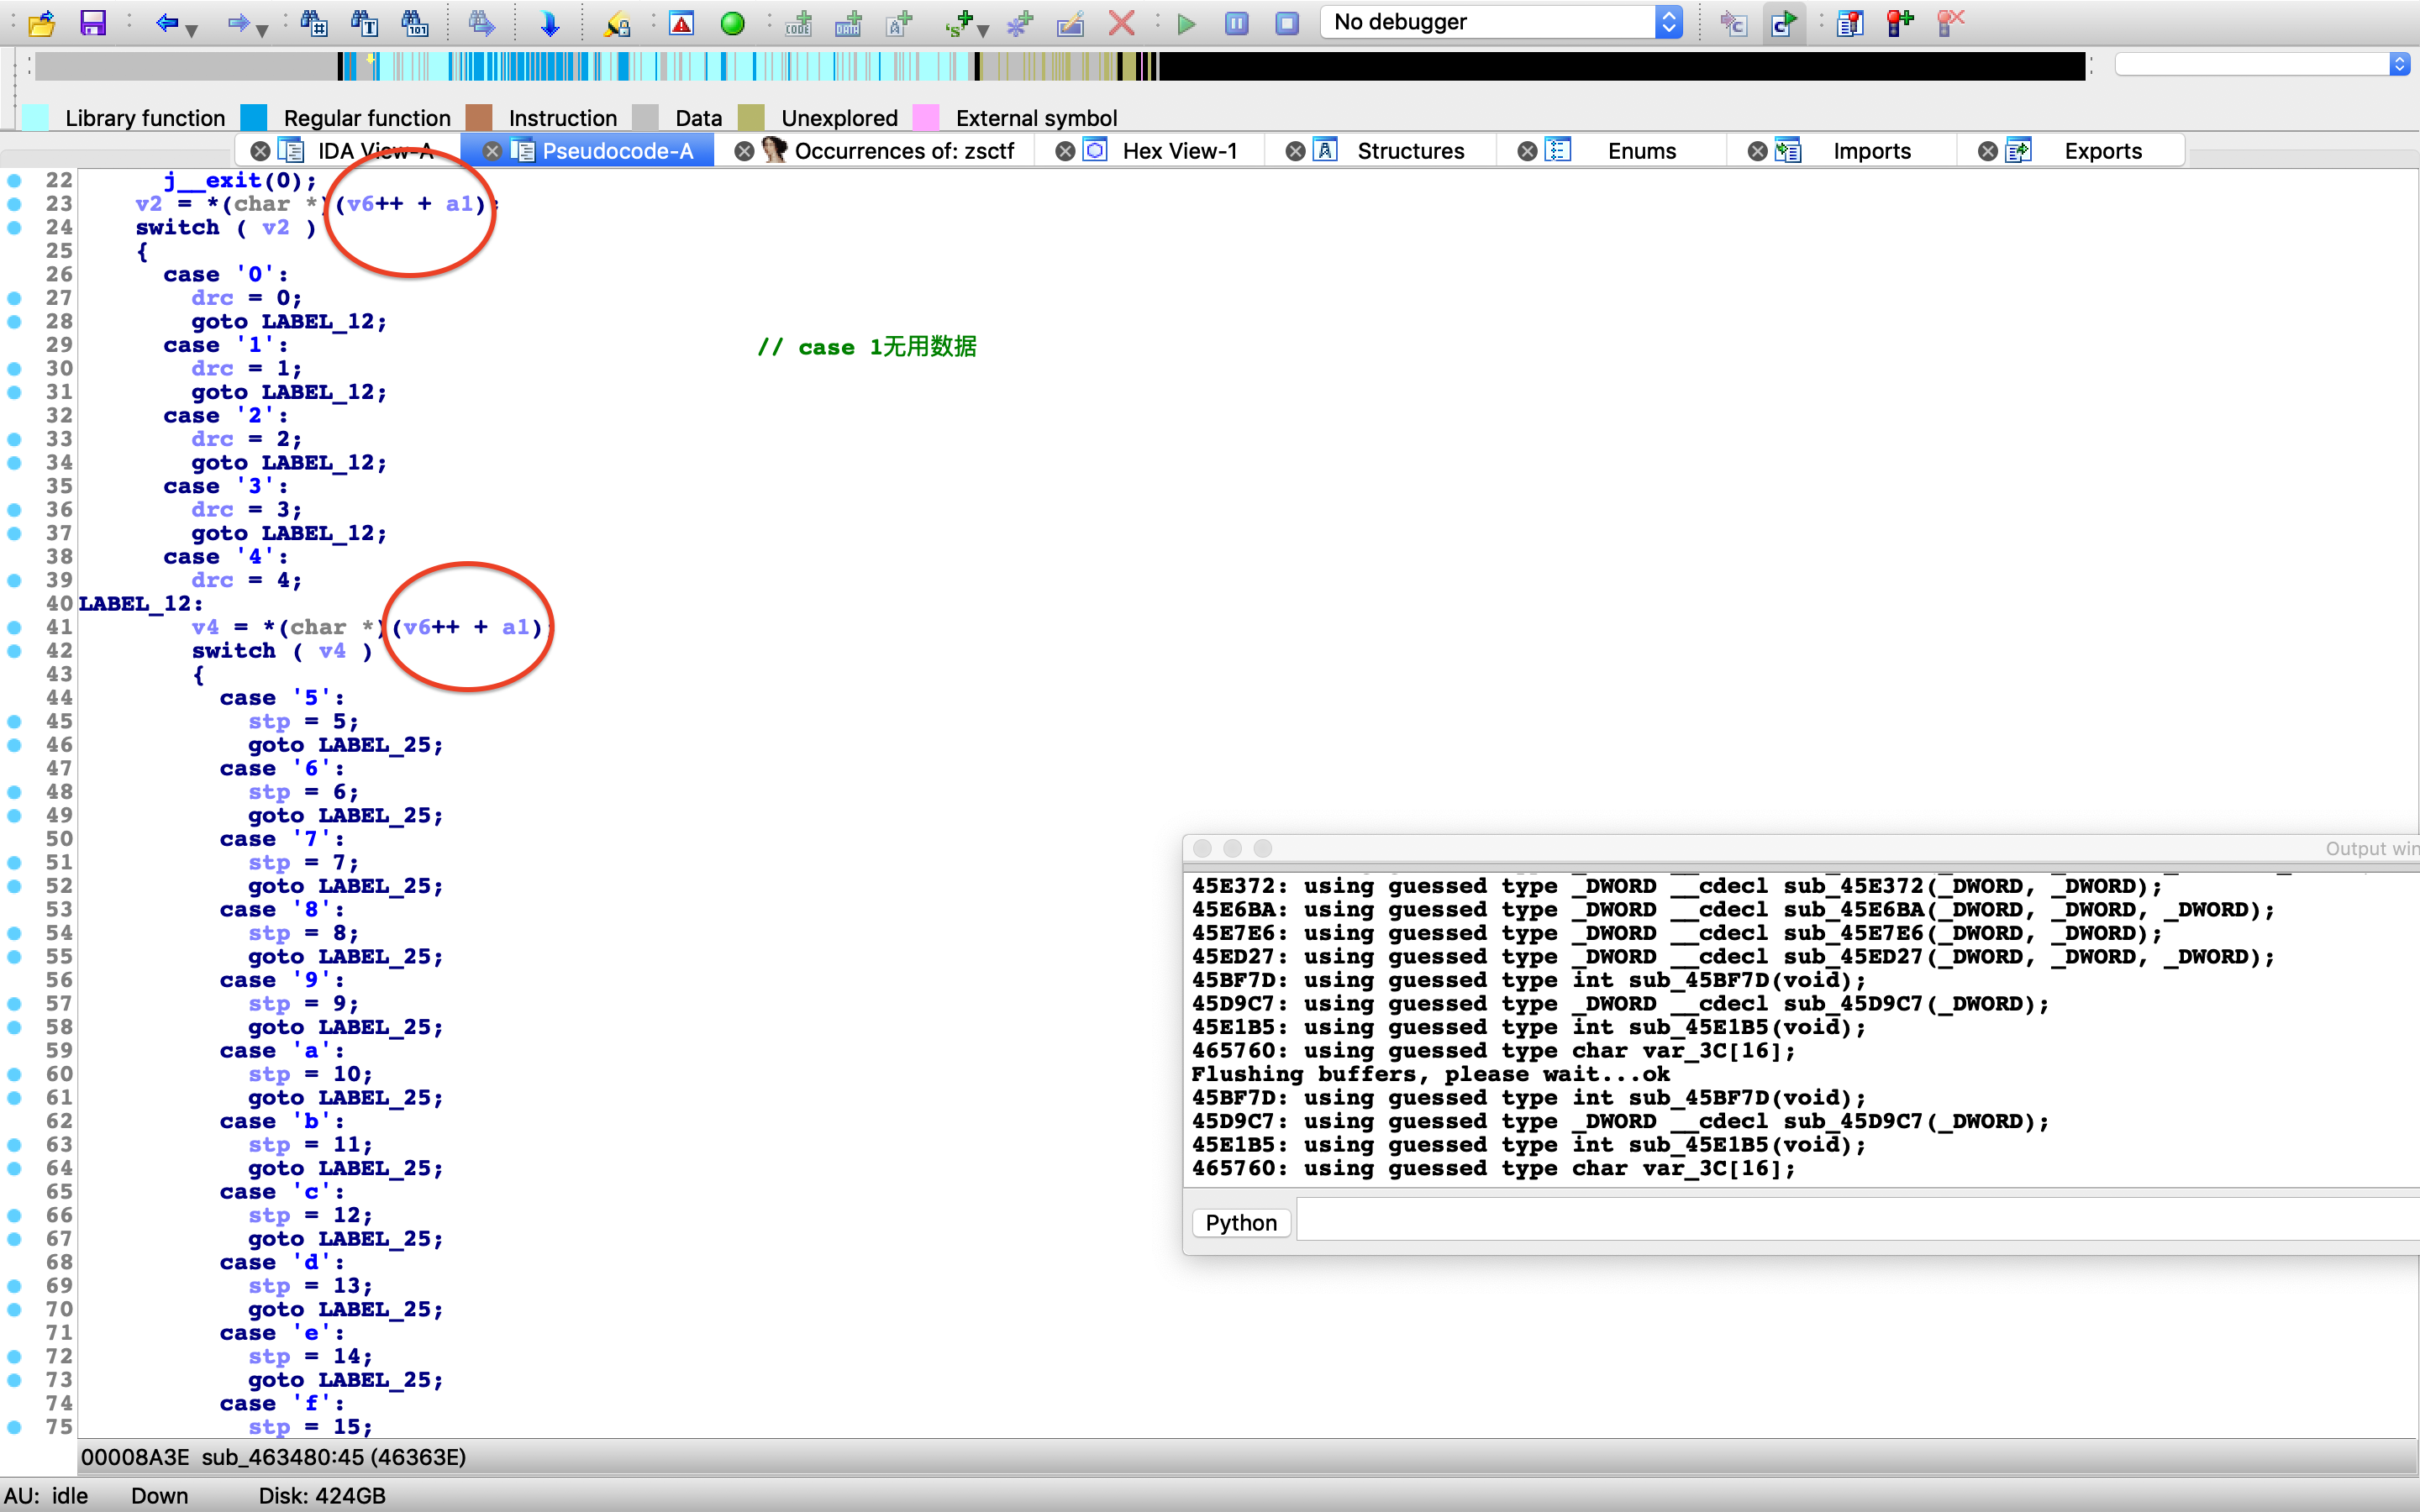 No debugger
Library function Regular function Instruction Data Unexplored External symbol
IDA View-A Pseudocode-A Occurrences of: zsctf Hex View-1 Structures Enums Imports Exports
22 j__exit(0);
23 v2 = *(char *)(v6++ + a1);
24 switch ( v2 )
25 {
26 case '0':
27 drc = 0;
28 goto LABEL_12;
29 case '1': // case 1无用数据
30 drc = 1;
31 goto LABEL_12;
32 case '2':
33 drc = 2;
34 goto LABEL_12;
35 case '3':
36 drc = 3;
37 goto LABEL_12;
38 case '4':
39 drc = 4;
40 LABEL_12:
41 v4 = *(char *)(v6++ + a1)
42 switch ( v4 )
43 {
44 case '5':
45 stp = 5;
46 goto LABEL_25;
47 case '6':
48 stp = 6;
49 goto LABEL_25;
50 case '7':
51 stp = 7;
52 goto LABEL_25;
53 case '8':
54 stp = 8;
55 goto LABEL_25;
56 case '9':
57 stp = 9;
58 goto LABEL_25;
59 case 'a':
60 stp = 10;
61 goto LABEL_25;
62 case 'b':
63 stp = 11;
64 goto LABEL_25;
65 case 'c':
66 stp = 12;
67 goto LABEL_25;
68 case 'd':
69 stp = 13;
70 goto LABEL_25;
71 case 'e':
72 stp = 14;
73 goto LABEL_25;
74 case 'f':
75 stp = 15;
Output win
45E372: using guessed type _DWORD __cdecl sub_45E372(_DWORD, _DWORD);
45E6BA: using guessed type _DWORD __cdecl sub_45E6BA(_DWORD, _DWORD, _DWORD);
45E7E6: using guessed type _DWORD __cdecl sub_45E7E6(_DWORD, _DWORD);
45ED27: using guessed type _DWORD __cdecl sub_45ED27(_DWORD, _DWORD, _DWORD);
45BF7D: using guessed type int sub_45BF7D(void);
45D9C7: using guessed type _DWORD __cdecl sub_45D9C7(_DWORD);
45E1B5: using guessed type int sub_45E1B5(void);
465760: using guessed type char var_3C[16];
Flushing buffers, please wait...ok
45BF7D: using guessed type int sub_45BF7D(void);
45D9C7: using guessed type _DWORD __cdecl sub_45D9C7(_DWORD);
45E1B5: using guessed type int sub_45E1B5(void);
465760: using guessed type char var_3C[16];
Python
00008A3E sub_463480:45 (46363E)
AU: idle Down Disk: 424GB